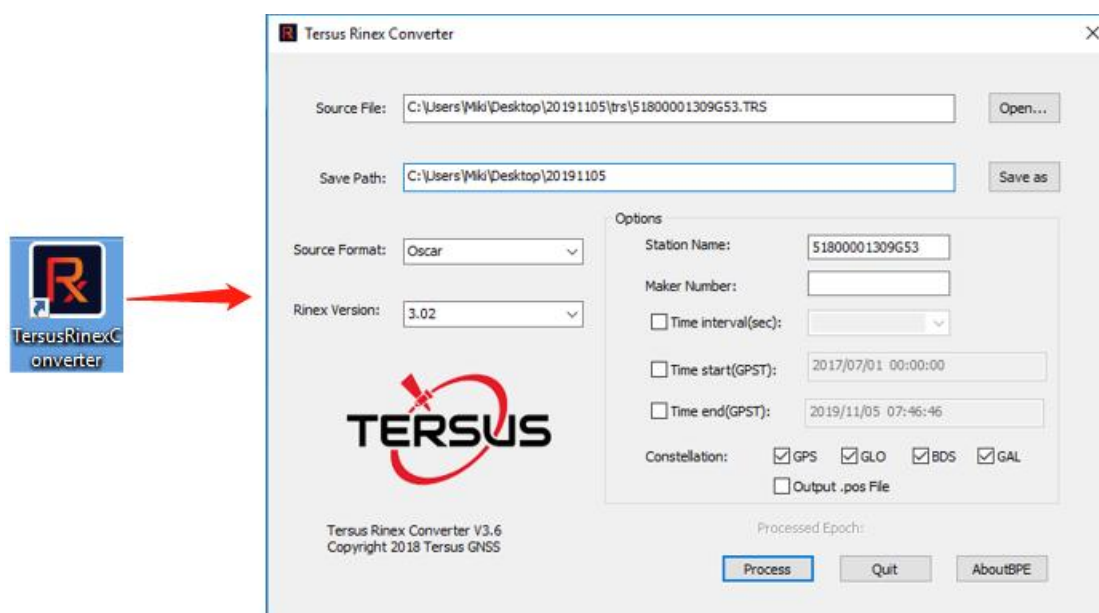 Tersus Rinex Converter
Source File: C:\Users\Miki\Desktop\20191105\trs\51800001309G53.TRS Open...
Save Path: C:\Users\Miki\Desktop\20191105 Save as
Options
Source Format: Oscar
Station Name: 51800001309G53
Maker Number:
Rinex Version: 3.02
Time interval(sec):
Time start(GPST): 2017/07/01 00:00:00
Time end(GPST): 2019/11/05 07:46:46
Constellation: GPS GLO BDS GAL
Output .pos File
TERSUS
Tersus Rinex Converter V3.6
Copyright 2018 Tersus GNSS
Processed Epoch:
Process Quit AboutBPE
Rx
TersusRinexC
onverter